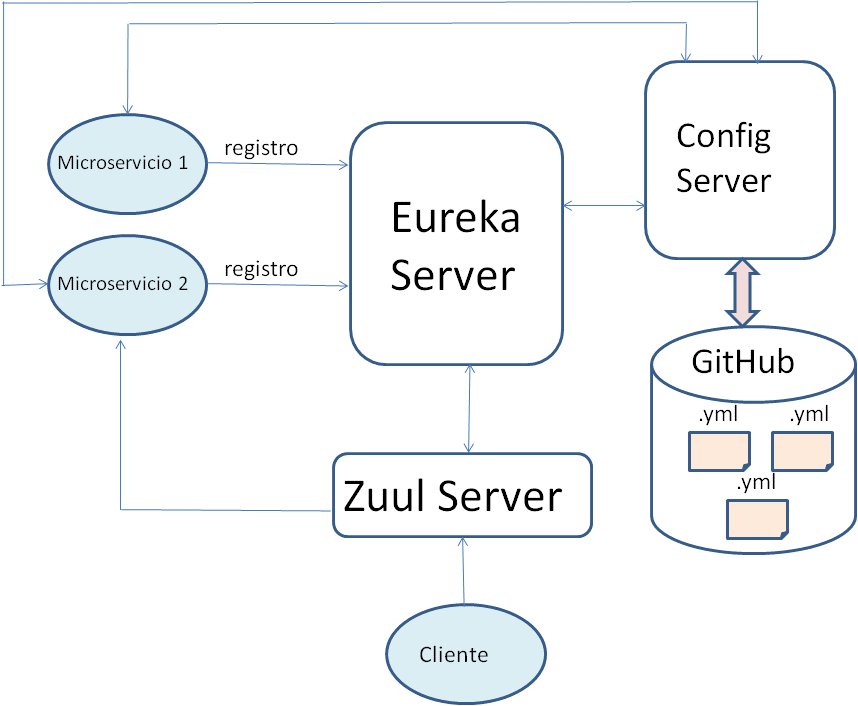 Config
Server
Microservicio 1
registro
Eureka
Server
Microservicio 2
registro
GitHub
.yml
.yml
.yml
Zuul Server
Cliente